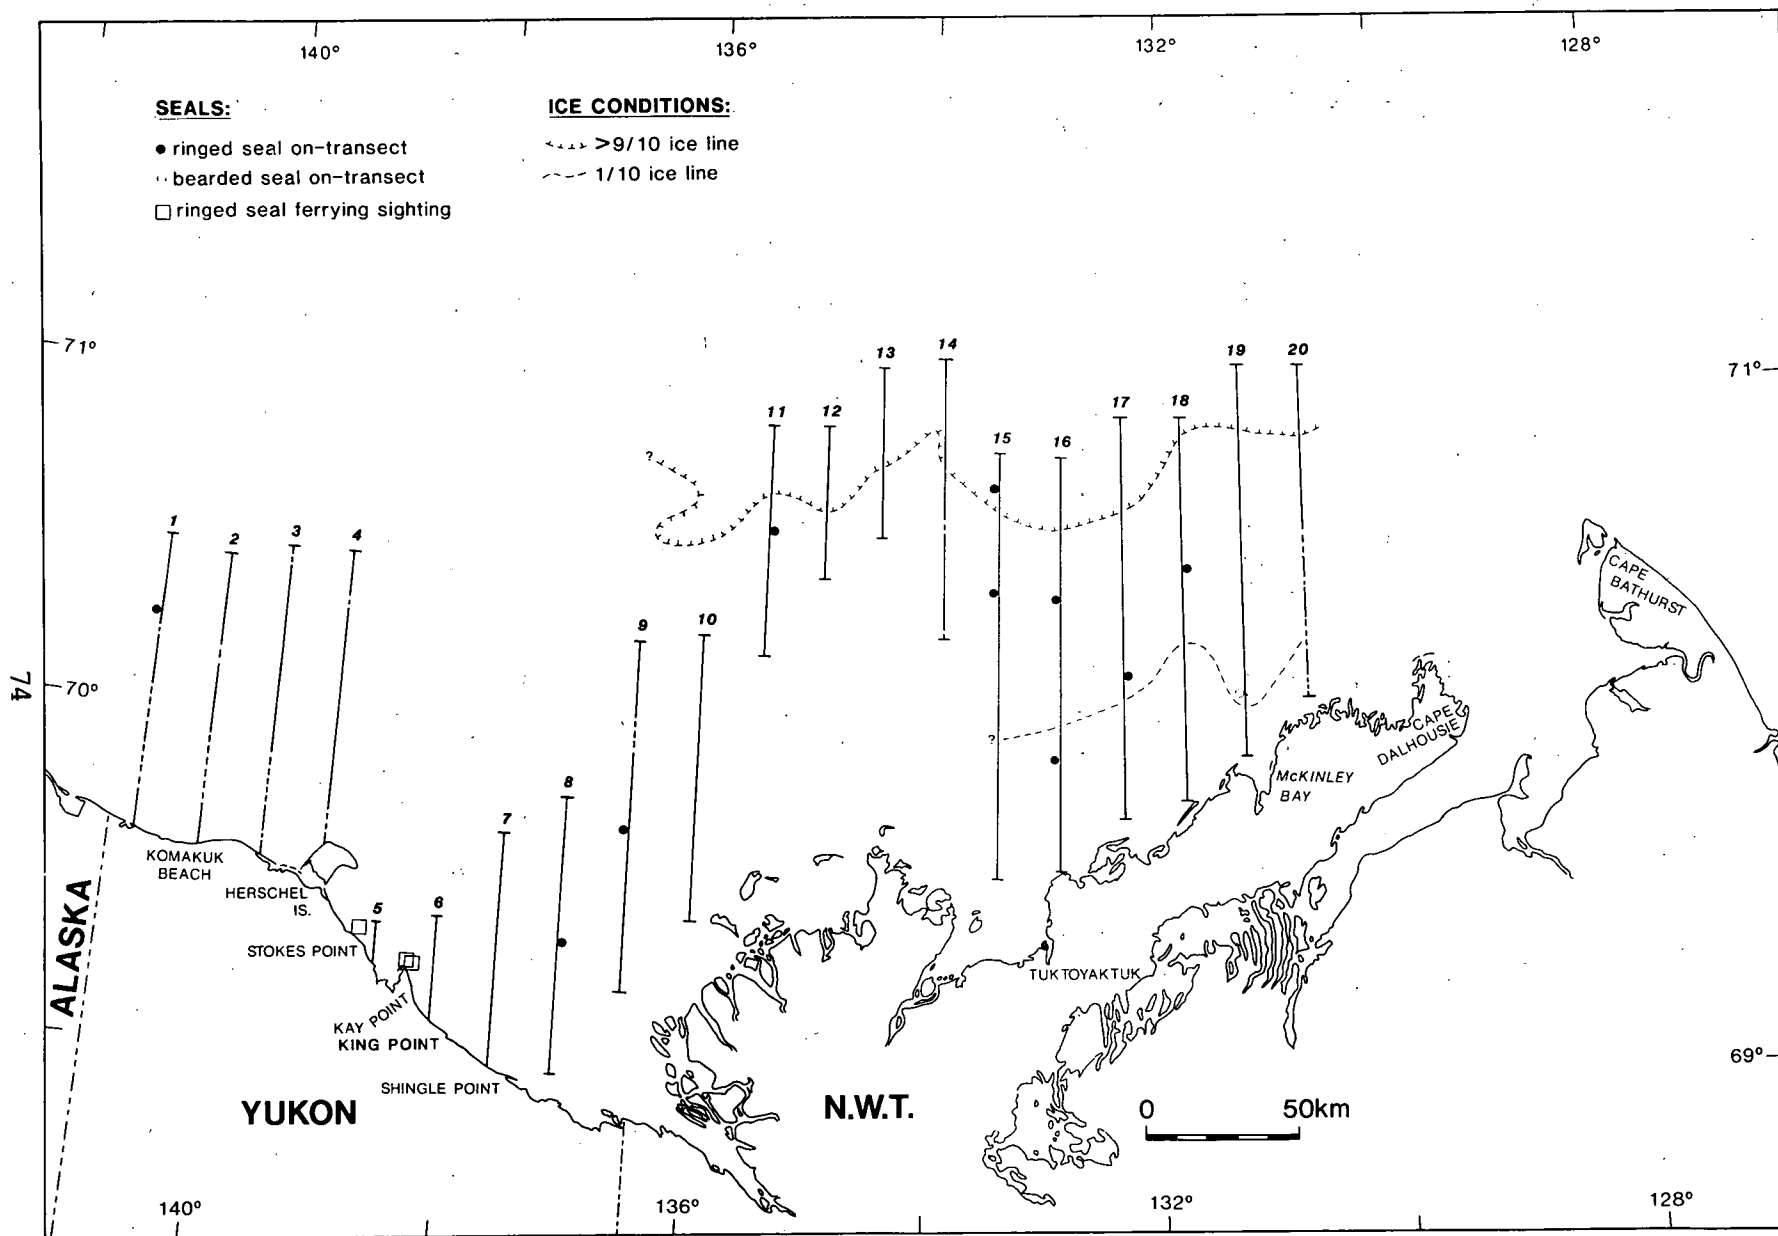 140° 136° 132° 128°
SEALS:
● ringed seal on-transect
bearded seal on-transect
□ ringed seal ferrying sighting
ICE CONDITIONS:
>9/10 ice line
1/10 ice line
71°
71°
13 14 19 20
11 12 17 18
15 16
1 2 3 4
9 10
70°
74
CAPE
BATHURST
CAPE
DALHOUSIE
McKINLEY
BAY
?
?
8
7
KOMAKUK
BEACH
HERSCHEL
IS.
5 6
STOKES POINT
ALASKA
KAY POINT
KING POINT
SHINGLE POINT
TUKTOYAKTUK
69°
YUKON
N.W.T.
0 50km
140° 136° 132° 128°